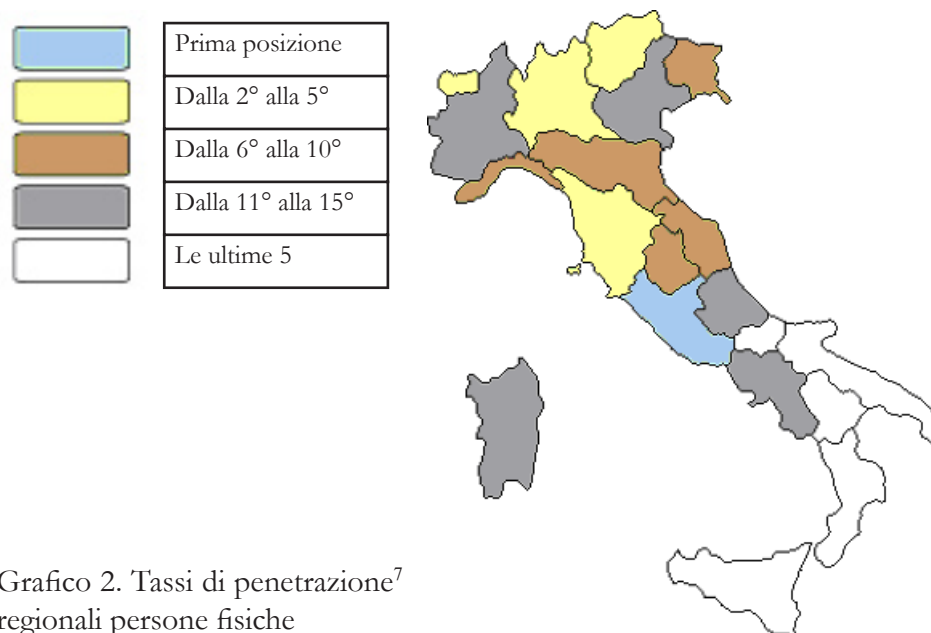 Prima posizione
Dalla 2° alla 5°
Dalla 6° alla 10°
Dalla 11° alla 15°
Le ultime 5
Grafico 2. Tassi di penetrazione7
regionali persone fisiche